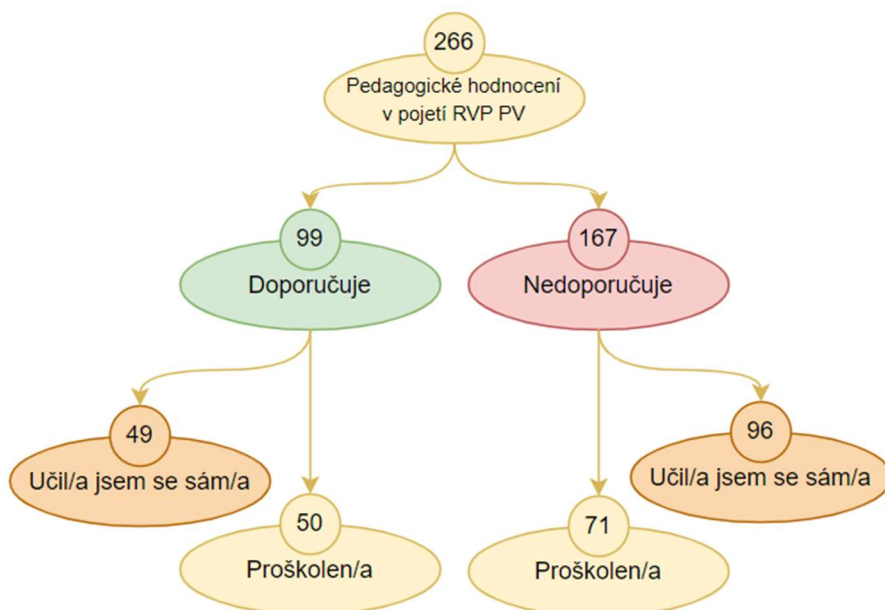 266
Pedagogické hodnocení
v pojetí RVP PV
99
Doporučuje
167
Nedoporučuje
49
Učil/a jsem se sám/a
96
Učil/a jsem se sám/a
50
Proškolen/a
71
Proškolen/a